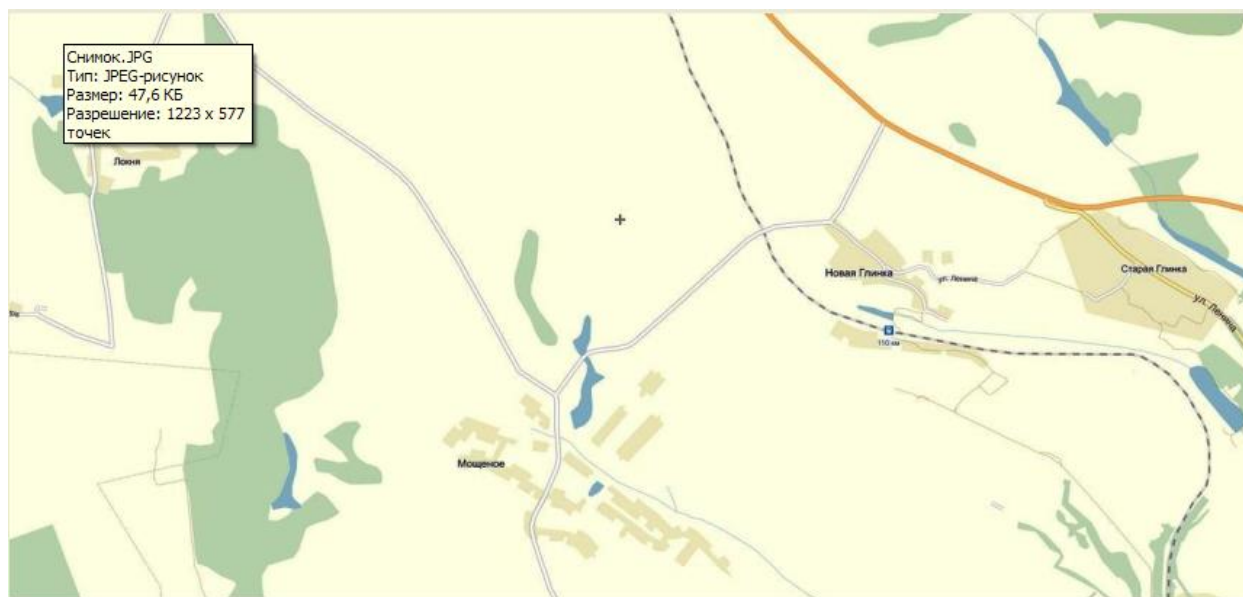 Снимок.JPG
Тип: JPEG-рисунок
Размер: 47,6 КБ
Разрешение: 1223 x 577
точек
Локня
Новая Глинка
ул. Ленина
Старая Глинка
ул. Ленина
110 км
Мощеное